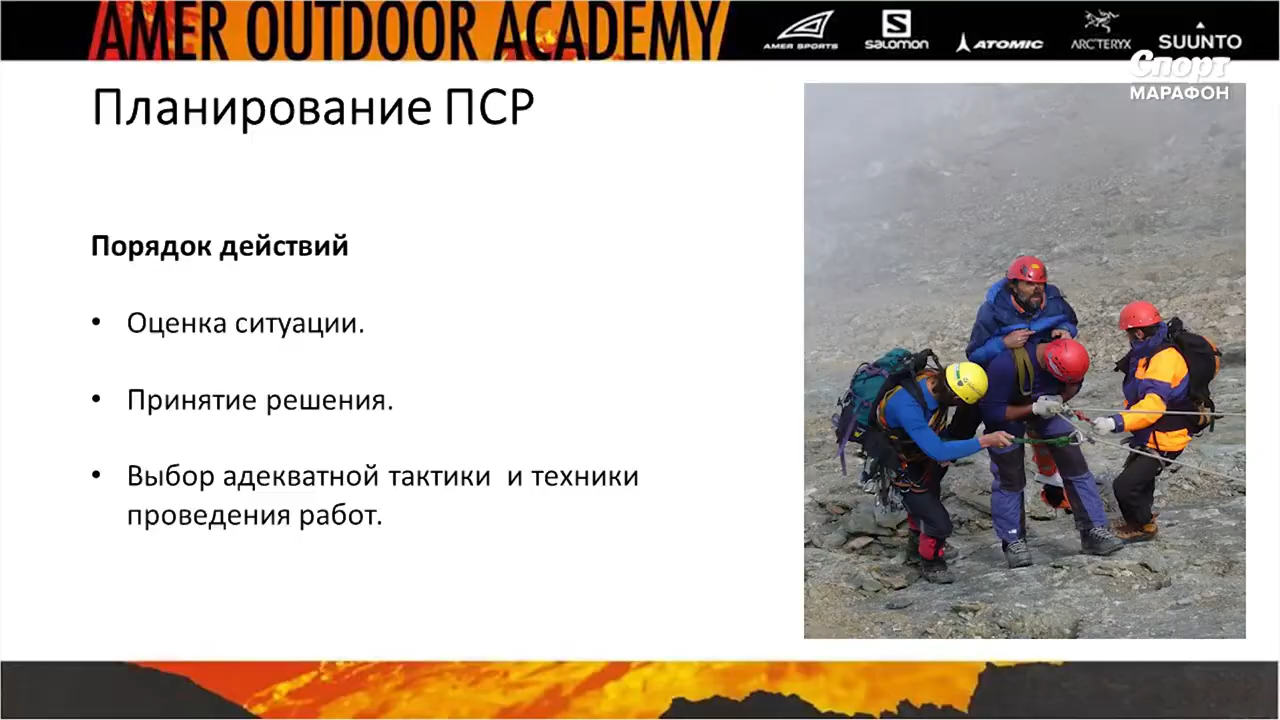 AMER OUTDOOR ACADEMY
AMER SPORTS
SALOMON
ATOMIC
ARC'TERYX
SUUNTO
Спорт
МАРАФОН
Планирование ПСР
Порядок действий
• Оценка ситуации.
• Принятие решения.
• Выбор адекватной тактики и техники
проведения работ.